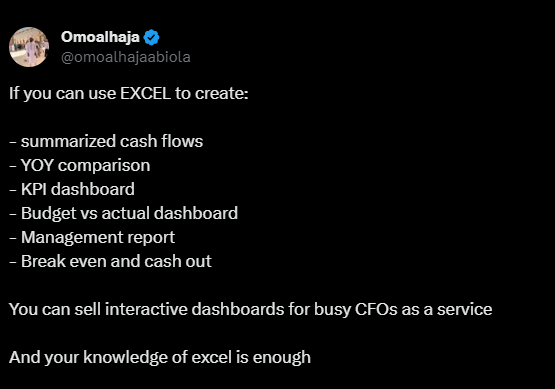 Omoalhaja
@omoalhajaabiola
If you can use EXCEL to create:
- summarized cash flows
- YOY comparison
- KPI dashboard
- Budget vs actual dashboard
- Management report
- Break even and cash out
You can sell interactive dashboards for busy CFOs as a service
And your knowledge of excel is enough